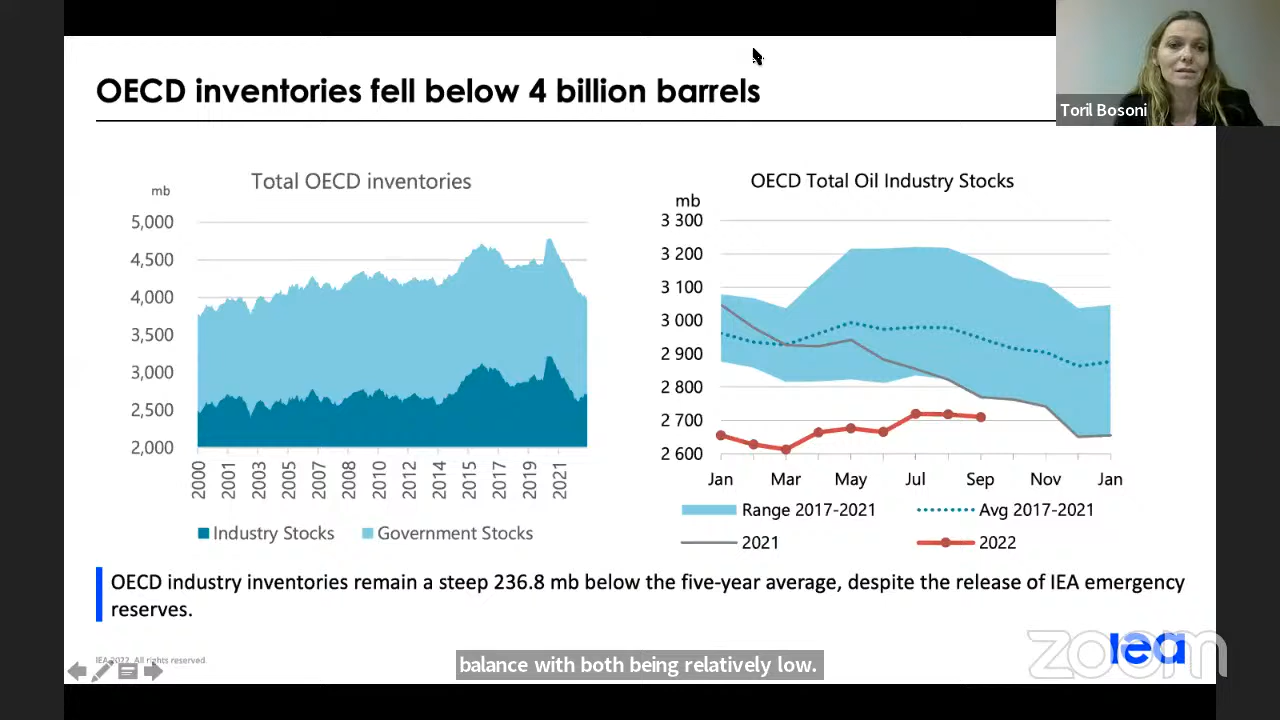 OECD inventories fell below 4 billion barrels
Toril Bosoni
Total OECD inventories
mb
5,000
4,500
4,000
3,500
3,000
2,500
2,000
2000
2001
2003
2005
2007
2008
2010
2012
2014
2015
2017
2019
2021
Industry Stocks
Government Stocks
OECD Total Oil Industry Stocks
mb
3 300
3 200
3 100
3 000
2 900
2 800
2 700
2 600
Jan Mar May Jul Sep Nov Jan
Range 2017-2021
Avg 2017-2021
2021
2022
OECD industry inventories remain a steep 236.8 mb below the five-year average, despite the release of IEA emergency
reserves.
IEA 2022. All rights reserved.
balance with both being relatively low.
iea
zoom